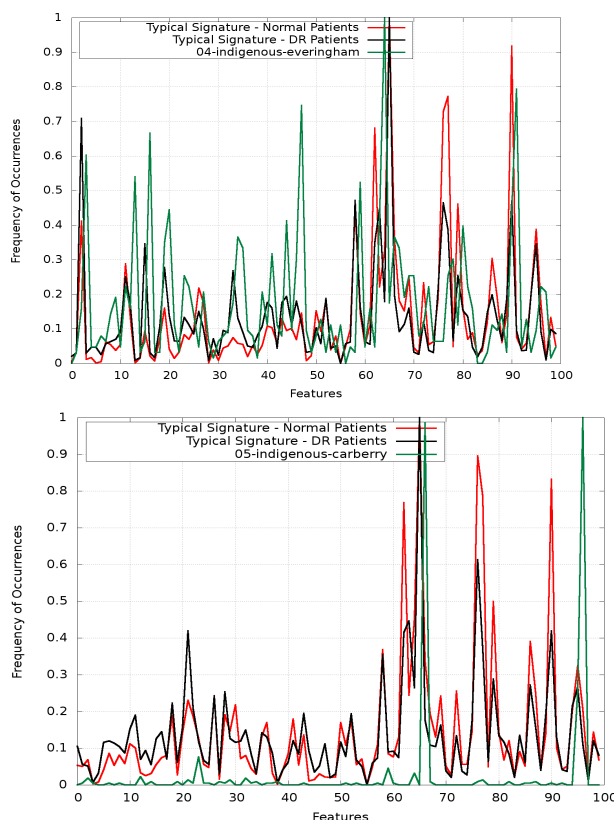 Typical Signature - Normal Patients
Typical Signature - DR Patients
04-indigenous-everingham
Frequency of Occurrences
1
0.9
0.8
0.7
0.6
0.5
0.4
0.3
0.2
0.1
0
0 10 20 30 40 50 60 70 80 90 100
Features
Typical Signature - Normal Patients
Typical Signature - DR Patients
05-indigenous-carberry
Frequency of Occurrences
1
0.9
0.8
0.7
0.6
0.5
0.4
0.3
0.2
0.1
0
0 10 20 30 40 50 60 70 80 90 100
Features